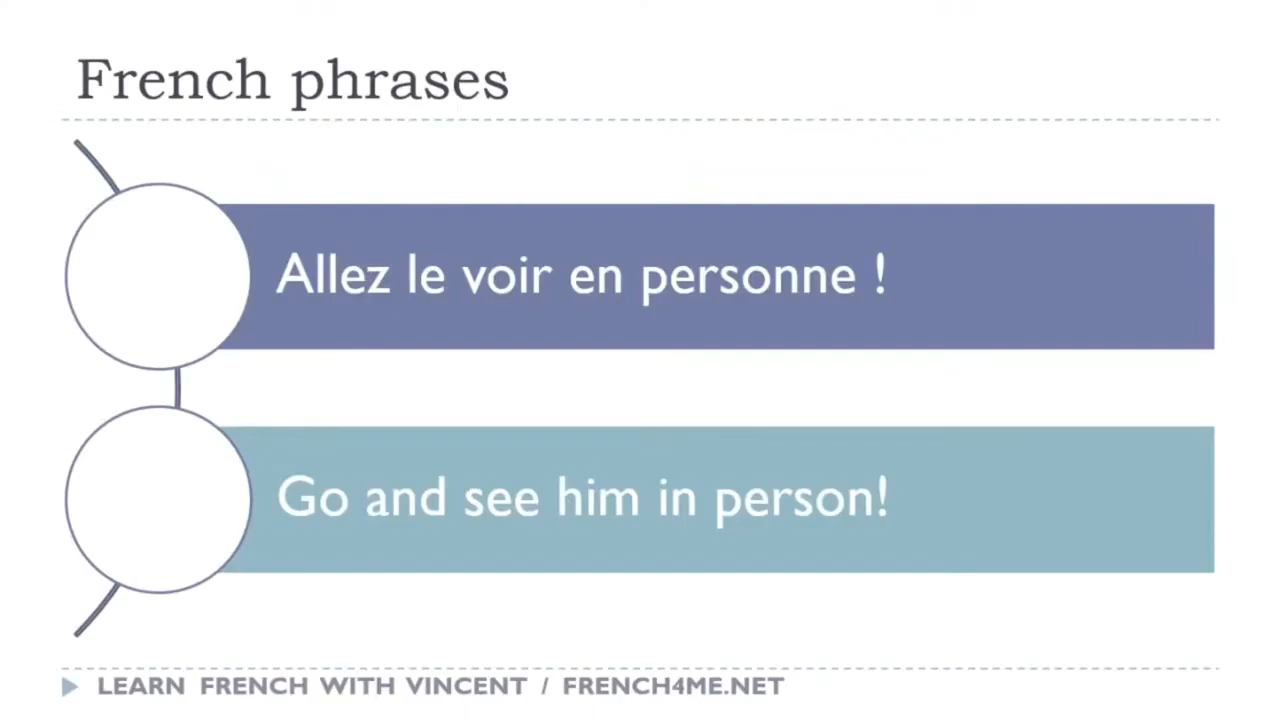 French phrases
Allez le voir en personne !
Go and see him in person!
LEARN FRENCH WITH VINCENT / FRENCH4ME.NET